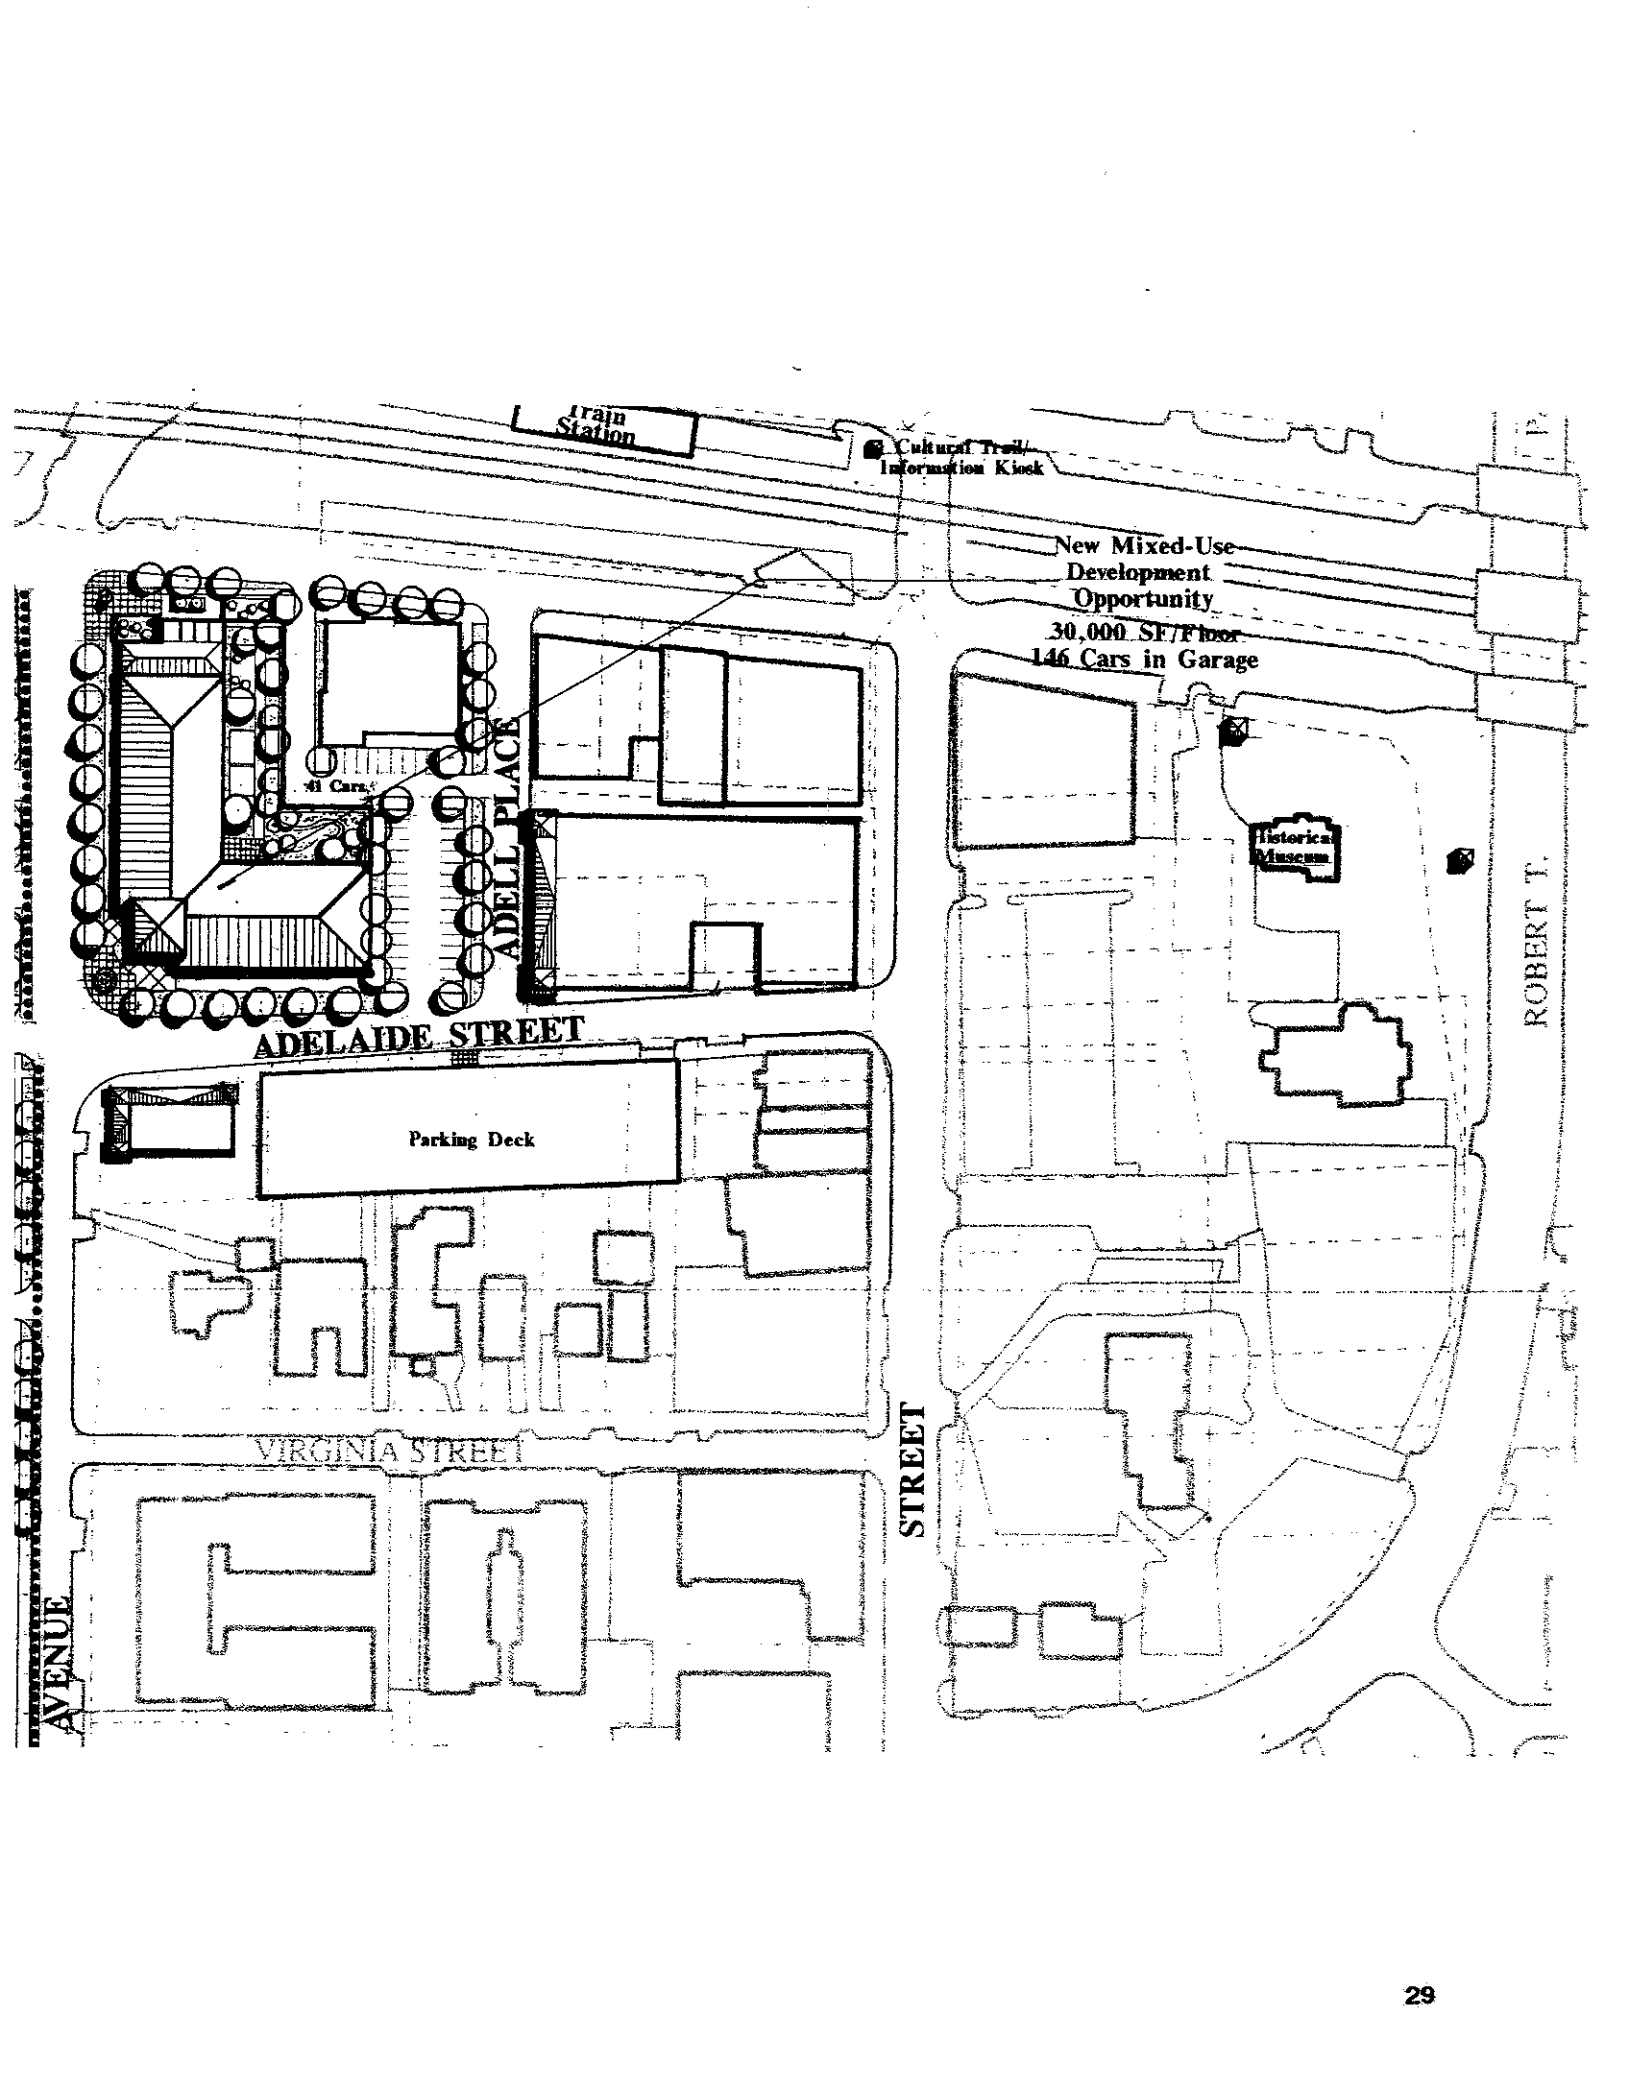 Train
Station
Cultural Trail/
Information Kiosk
New Mixed-Use
Development
Opportunity
30,000 SF/Floor
146 Cars in Garage
41 Cars
ADELL PLACE
Historical
Museum
ROBERT T.
ADELAIDE STREET
Parking Deck
VIRGINIA STREET
STREET
AVENUE
29